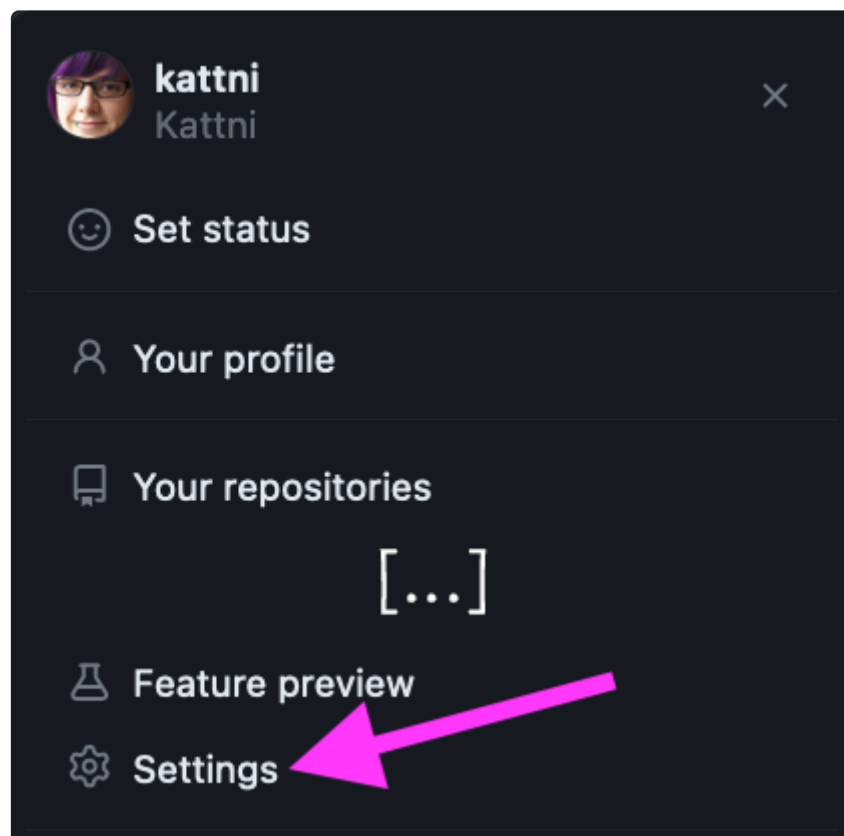 kattni
Kattni
Set status
Your profile
Your repositories
[...]
Feature preview
Settings